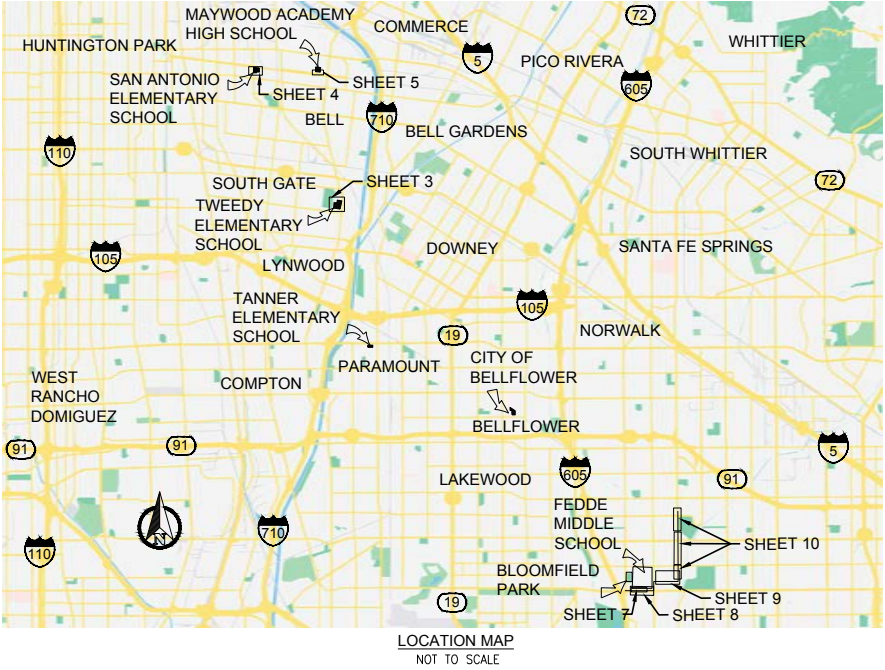 MAYWOOD ACADEMY
HIGH SCHOOL
COMMERCE
72
WHITTIER
HUNTINGTON PARK
5
PICO RIVERA
SAN ANTONIO
ELEMENTARY
SCHOOL
SHEET 4
SHEET 5
605
BELL
710
BELL GARDENS
110
SOUTH WHITTIER
72
SOUTH GATE
SHEET 3
TWEEDY
ELEMENTARY
SCHOOL
105
LYNWOOD
DOWNEY
SANTA FE SPRINGS
TANNER
ELEMENTARY
SCHOOL
105
19
NORWALK
PARAMOUNT
CITY OF
BELLFLOWER
WEST
RANCHO
DOMIGUEZ
COMPTON
BELLFLOWER
91
91
5
LAKEWOOD
605
91
FEDDE
MIDDLE
SCHOOL
N
110
710
SHEET 10
BLOOMFIELD
PARK
19
SHEET 9
SHEET 7
SHEET 8
LOCATION MAP
NOT TO SCALE